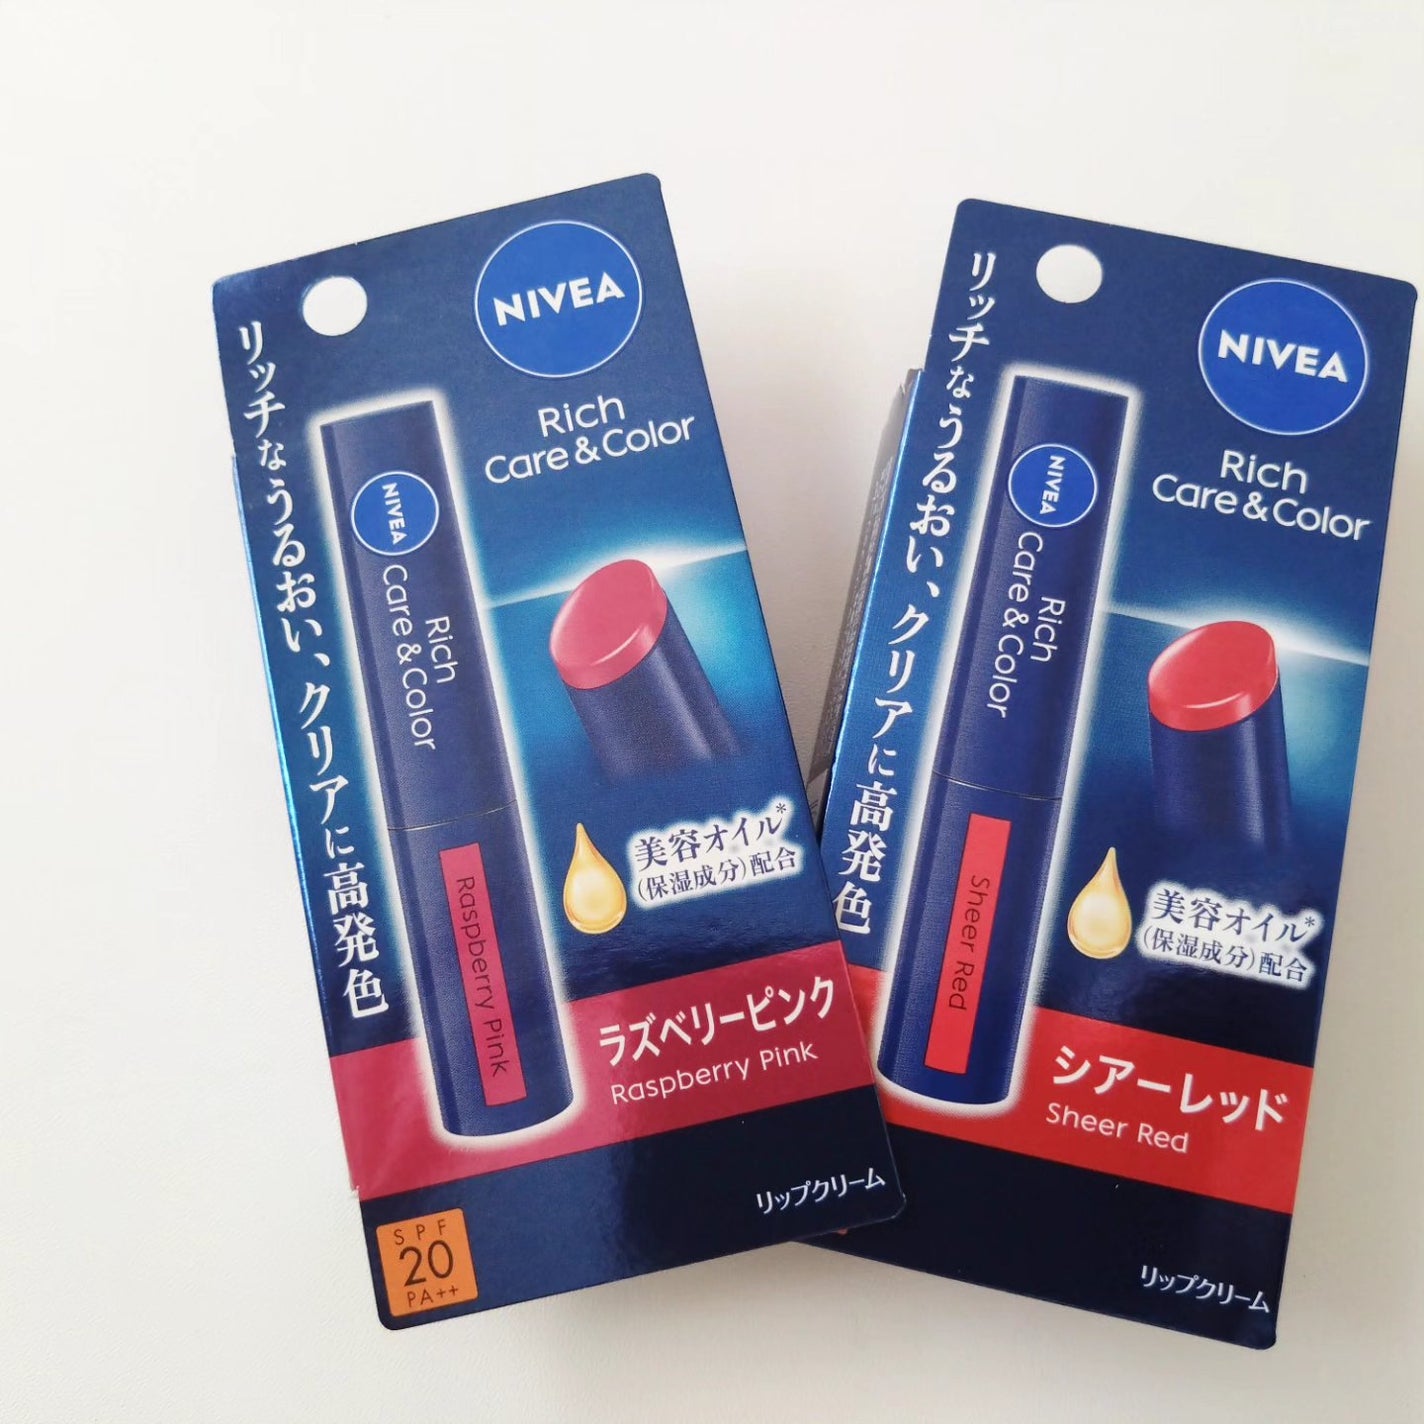 NIVEA
Rich
Care & Color
リッチなうるおい、クリアに高発色
NIVEA
Rich
Care & Color
Raspberry Pink
美容オイル*
(保湿成分)配合
ラズベリーピンク
Raspberry Pink
リップクリーム
SPF
20
PA++
NIVEA
Rich
Care & Color
リッチなうるおい、クリアに高発色
NIVEA
Rich
Care & Color
Sheer Red
美容オイル*
(保湿成分)配合
シアーレッド
Sheer Red
リップクリーム